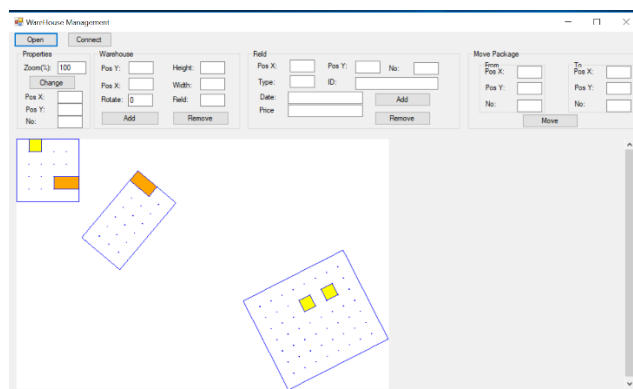 WareHouse Management
Open Connect
Properties Warehouse Field Move Package
Zoom(%): 100 Pos Y: Height: Pos X: Pos Y: No: From To
Change Pos X: Width: Type: ID: Pos X: Pos X:
Pos X: Rotate: 0 Field: Date: Add Pos Y: Pos Y:
Pos Y: Add Remove Price Remove No: No:
No: Move